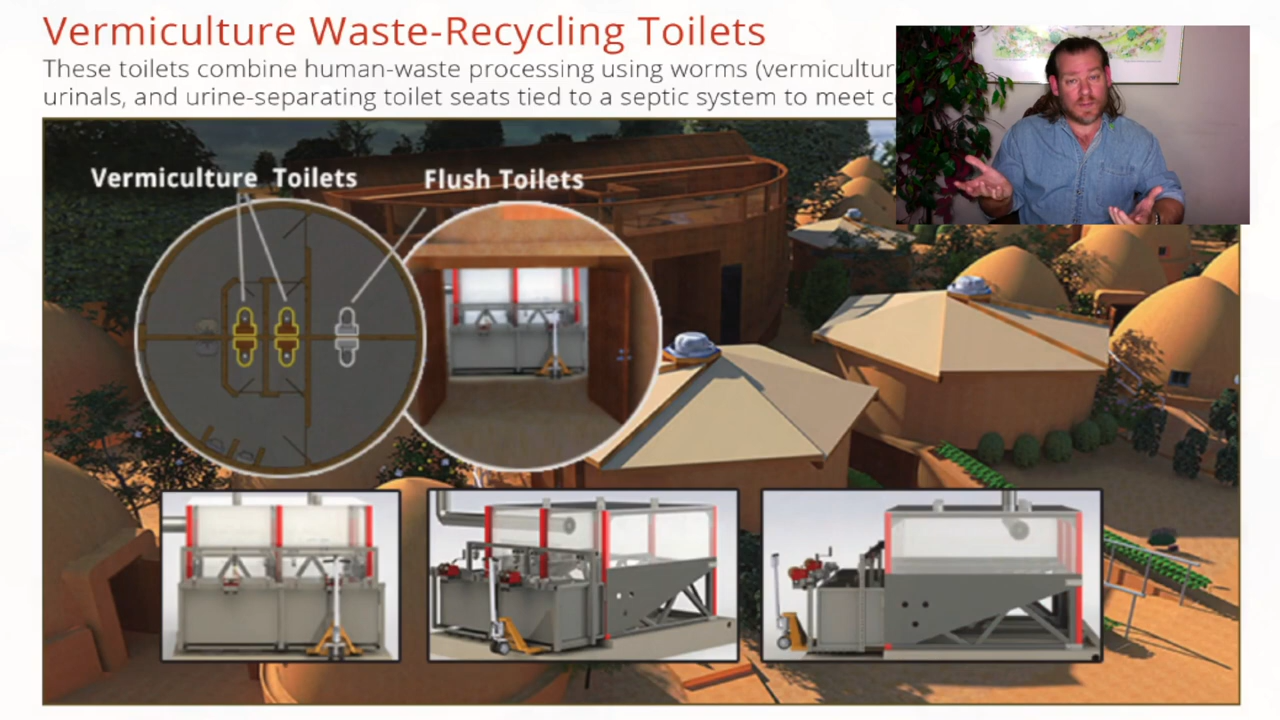 Vermiculture Waste-Recycling Toilets
These toilets combine human-waste processing using worms (vermicultur
urinals, and urine-separating toilet seats tied to a septic system to meet c
Vermiculture Toilets
Flush Toilets